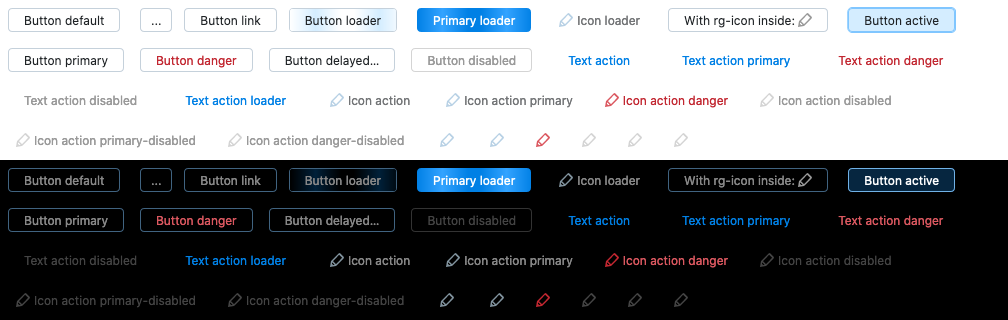 Button default ... Button link Button loader Primary loader Icon loader With rg-icon inside: Button active
Button primary Button danger Button delayed... Button disabled Text action Text action primary Text action danger
Text action disabled Text action loader Icon action Icon action primary Icon action danger Icon action disabled
Icon action primary-disabled Icon action danger-disabled
Button default ... Button link Button loader Primary loader Icon loader With rg-icon inside: Button active
Button primary Button danger Button delayed... Button disabled Text action Text action primary Text action danger
Text action disabled Text action loader Icon action Icon action primary Icon action danger Icon action disabled
Icon action primary-disabled Icon action danger-disabled